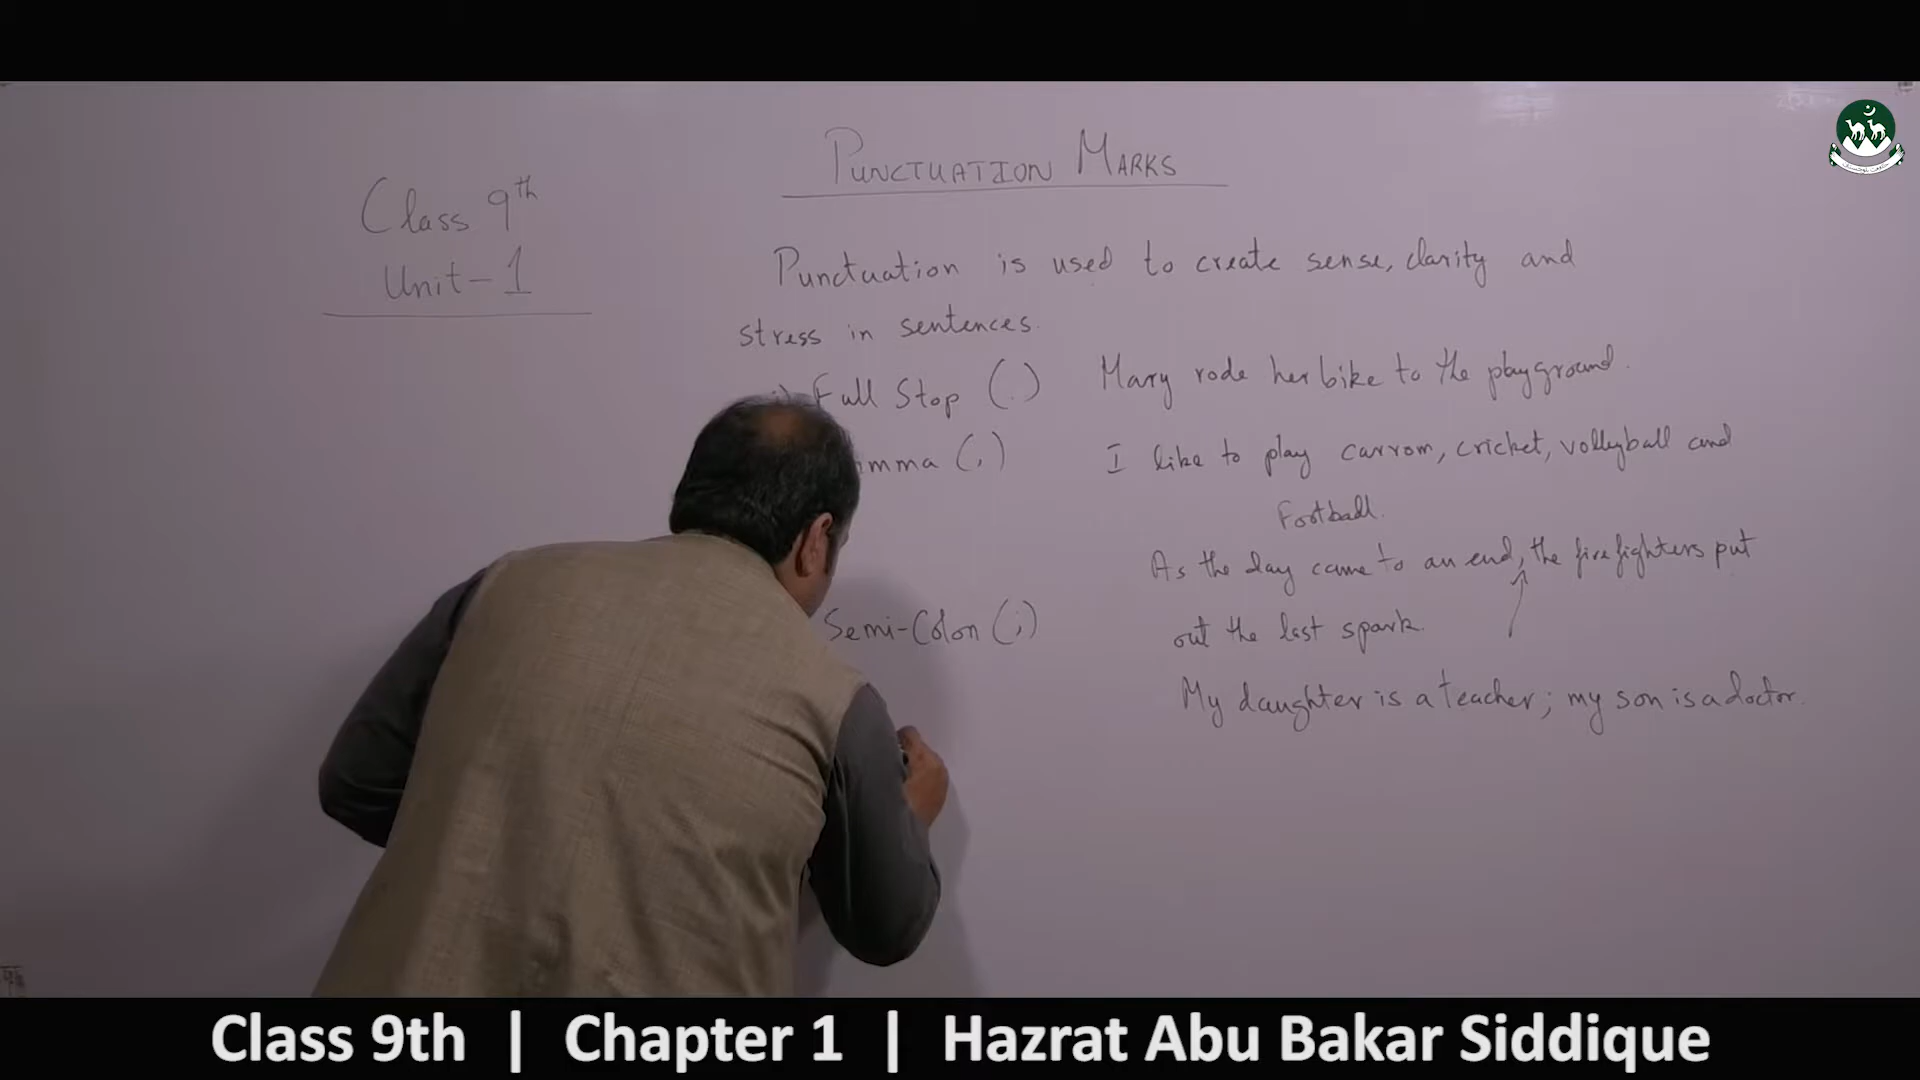 PUNCTUATION MARKS
Class 9th
Unit-1
Punctuation is used to create sense, clarity and
stress in sentences.
i) Full Stop (.) Mary rode her bike to the playground.
mma (,) I like to play carrom, cricket, volleyball and
Football.
As the day came to an end, the firefighters put
out the last spark.
Semi-Colon (;)
My daughter is a teacher; my son is a doctor.
Class 9th | Chapter 1 | Hazrat Abu Bakar Siddique